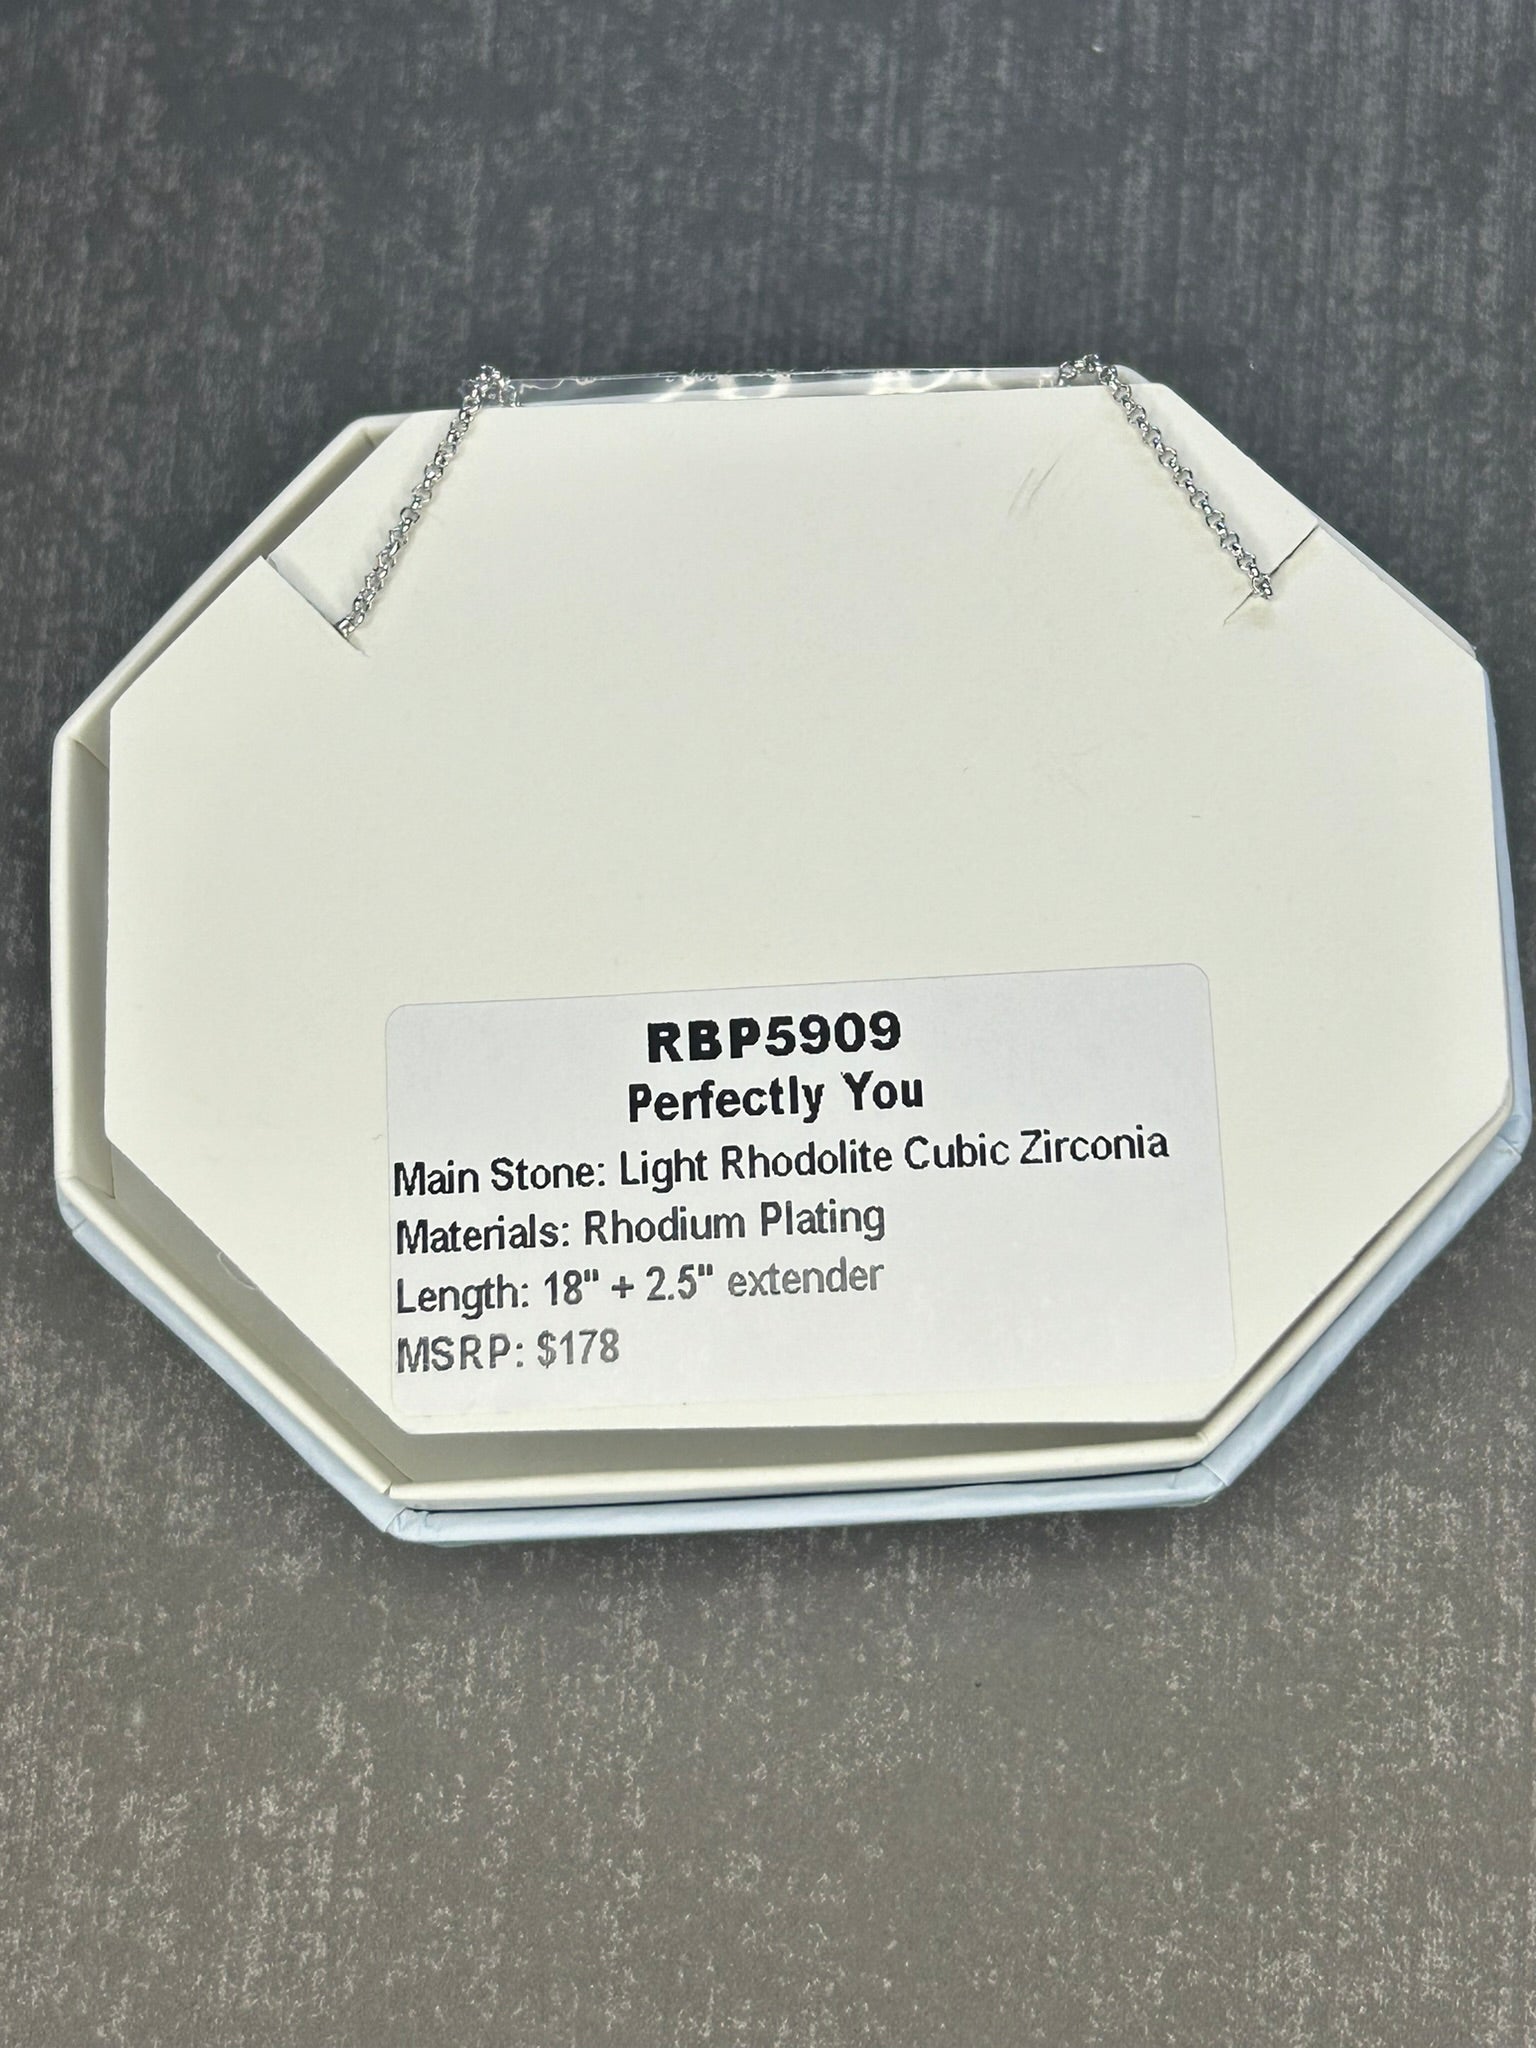 RBP5909
Perfectly You
Main Stone: Light Rhodolite Cubic Zirconia
Materials: Rhodium Plating
Length: 18" + 2.5" extender
MSRP: $178